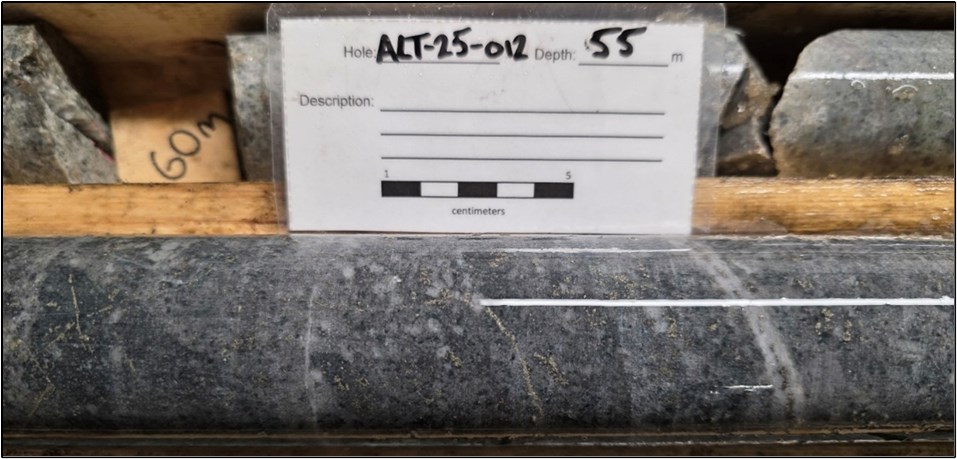 Hole: ALT-25-012 Depth: 55 m
Description:
60m
1 5
centimeters